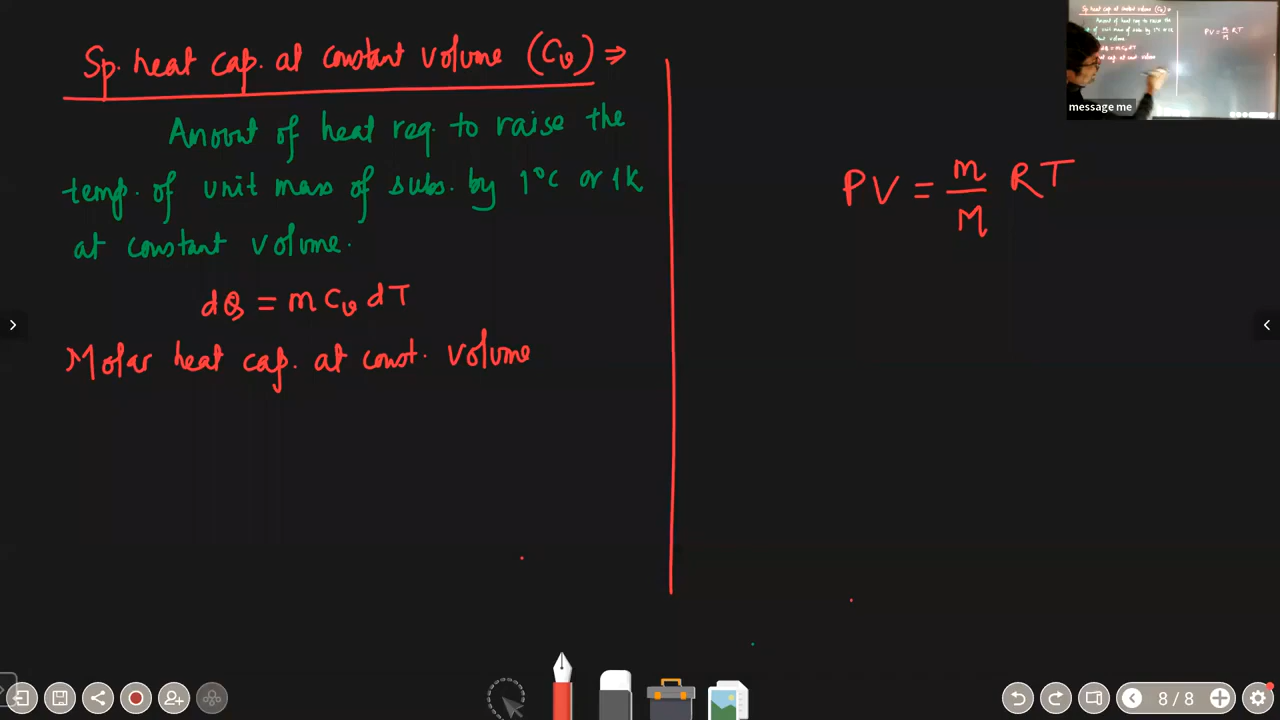 Sp. heat cap. at constant volume (Cv) ⇒
Amount of heat req. to raise the
temp. of unit mass of subs. by 1°C or 1K
at constant volume.
dQ = m Cv dT
Molar heat cap. at const. volume
PV = m/M RT
message me
8 / 8